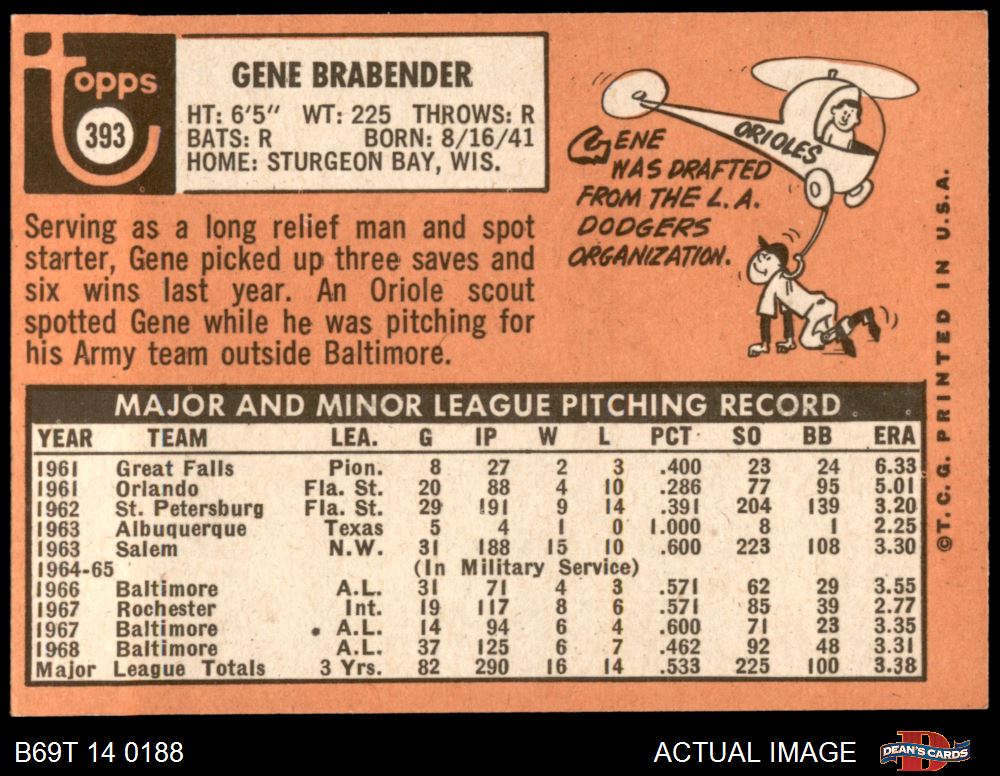 topps
393
GENE BRABENDER
HT: 6'5" WT: 225 THROWS: R
BATS: R BORN: 8/16/41
HOME: STURGEON BAY, WIS.
Serving as a long relief man and spot
starter, Gene picked up three saves and
six wins last year. An Oriole scout
spotted Gene while he was pitching for
his Army team outside Baltimore.
ORIOLES
GENE
WAS DRAFTED
FROM THE L.A.
DODGERS
ORGANIZATION.
MAJOR AND MINOR LEAGUE PITCHING RECORD
YEAR TEAM LEA. G IP W L PCT. SO BB ERA
1961 Great Falls Pion. 8 27 2 3 .400 23 24 6.33
1961 Orlando Fla. St. 20 88 4 10 .286 77 95 5.01
1962 St. Petersburg Fla. St. 29 191 9 14 .391 204 139 3.20
1963 Albuquerque Texas 5 4 1 0 1.000 8 1 2.25
1963 Salem N.W. 31 188 15 10 .600 223 108 3.30
1964-65 (In Military Service)
1966 Baltimore A.L. 31 71 4 3 .571 62 29 3.55
1967 Rochester Int. 19 117 8 6 .571 85 39 2.77
1967 Baltimore A.L. 14 94 6 4 .600 71 23 3.35
1968 Baltimore A.L. 37 125 6 7 .462 92 48 3.31
Major League Totals 3 Yrs. 82 290 16 14 .533 225 100 3.38
©T. C. G. PRINTED IN U.S.A.
B69T 14 0188
ACTUAL IMAGE
D
DEAN'S CARDS